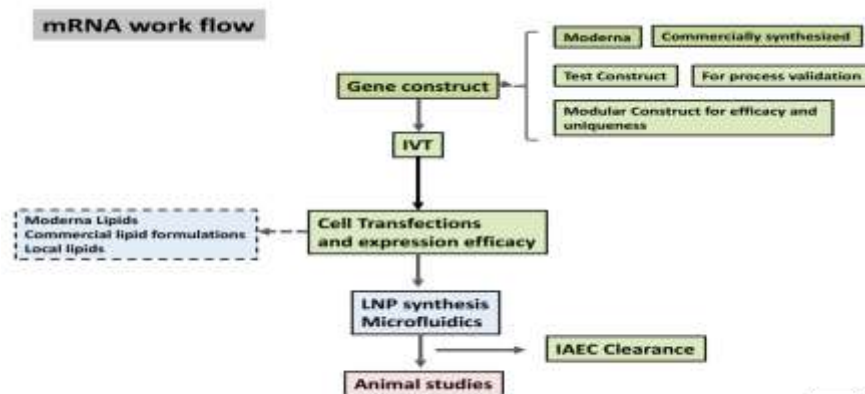 mRNA work flow
Moderna
Commercially synthesized
Gene construct
Test Construct
For process validation
Modular Construct for efficacy and
uniqueness
IVT
Moderna Lipids
Commercial lipid formulations
Local lipids
Cell Transfections
and expression efficacy
LNP synthesis
Microfluidics
IAEC Clearance
Animal studies